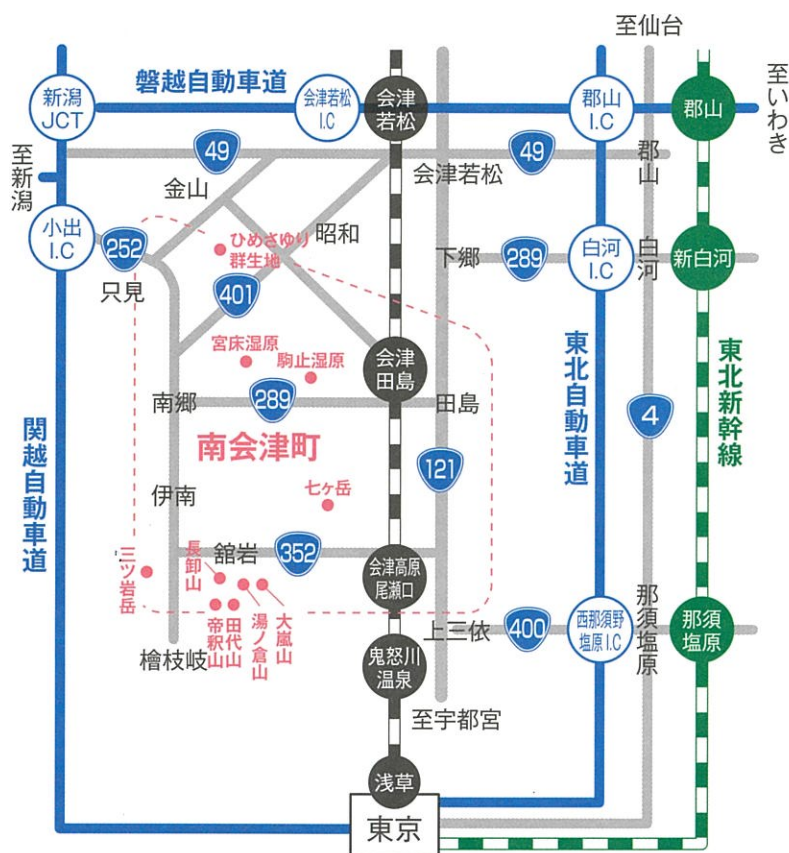 至仙台
磐越自動車道
新潟
JCT
会津若松
I.C
会津
若松
郡山
I.C
郡山
至いわき
49
49
至新潟
金山
会津若松
郡山
小出
I.C
252
ひめさゆり
群生地
昭和
下郷
289
白河
I.C
白河
新白河
只見
401
宮床湿原
駒止湿原
会津
田島
南郷
289
田島
東北自動車道
4
東北新幹線
関越自動車道
南会津町
伊南
七ヶ岳
121
三ツ岩岳
長卸山
舘岩
352
会津高原
尾瀬口
帝釈山
田代山
湯ノ倉山
大嵐山
檜枝岐
上三依
400
西那須野
塩原I.C
那須塩原
那須
塩原
鬼怒川
温泉
至宇都宮
浅草
東京